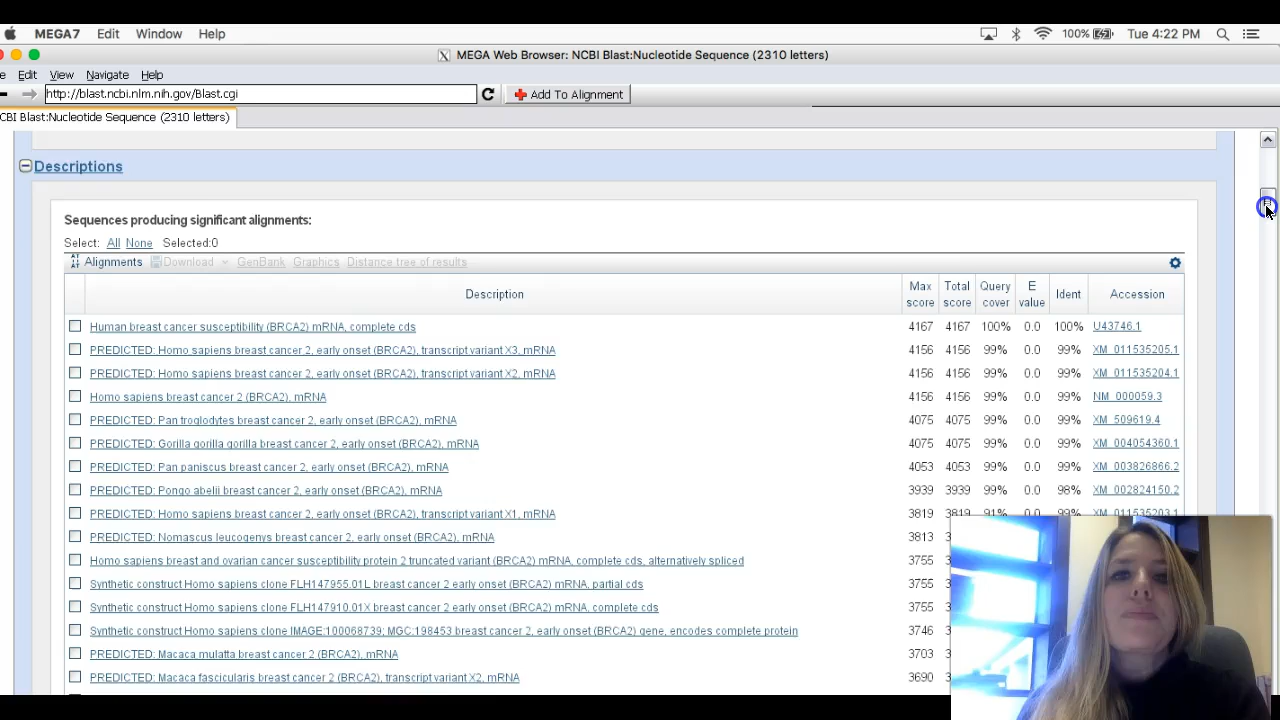 MEGA7 Edit Window Help 100% Tue 4:22 PM
MEGA Web Browser: NCBI Blast:Nucleotide Sequence (2310 letters)
Edit View Navigate Help
http://blast.ncbi.nlm.nih.gov/Blast.cgi Add To Alignment
CBI Blast:Nucleotide Sequence (2310 letters)
Descriptions
Sequences producing significant alignments:
Select: All None Selected:0
Alignments Download GenBank Graphics Distance tree of results
Description Max score Total score Query cover E value Ident Accession
Human breast cancer susceptibility (BRCA2) mRNA, complete cds 4167 4167 100% 0.0 100% U43746.1
PREDICTED: Homo sapiens breast cancer 2, early onset (BRCA2), transcript variant X3, mRNA 4156 4156 99% 0.0 99% XM_011535205.1
PREDICTED: Homo sapiens breast cancer 2, early onset (BRCA2), transcript variant X2, mRNA 4156 4156 99% 0.0 99% XM_011535204.1
Homo sapiens breast cancer 2 (BRCA2), mRNA 4156 4156 99% 0.0 99% NM_000059.3
PREDICTED: Pan troglodytes breast cancer 2, early onset (BRCA2), mRNA 4075 4075 99% 0.0 99% XM_509619.4
PREDICTED: Gorilla gorilla gorilla breast cancer 2, early onset (BRCA2), mRNA 4075 4075 99% 0.0 99% XM_004054360.1
PREDICTED: Pan paniscus breast cancer 2, early onset (BRCA2), mRNA 4053 4053 99% 0.0 99% XM_003826866.2
PREDICTED: Pongo abelii breast cancer 2, early onset (BRCA2), mRNA 3939 3939 99% 0.0 98% XM_002824150.2
PREDICTED: Homo sapiens breast cancer 2, early onset (BRCA2), transcript variant X1, mRNA 3819 3819 91% 0.0 99% XM_011535203.1
PREDICTED: Nomascus leucogenys breast cancer 2, early onset (BRCA2), mRNA 3813
Homo sapiens breast and ovarian cancer susceptibility protein 2 truncated variant (BRCA2) mRNA, complete cds, alternatively spliced 3755
Synthetic construct Homo sapiens clone FLH147955.01L breast cancer 2 early onset (BRCA2) mRNA, partial cds 3755
Synthetic construct Homo sapiens clone FLH147910.01X breast cancer 2 early onset (BRCA2) mRNA, complete cds 3755
Synthetic construct Homo sapiens clone IMAGE:100068739; MGC:198453 breast cancer 2, early onset (BRCA2) gene, encodes complete protein 3746
PREDICTED: Macaca mulatta breast cancer 2 (BRCA2), mRNA 3703
PREDICTED: Macaca fascicularis breast cancer 2 (BRCA2), transcript variant X2, mRNA 3690